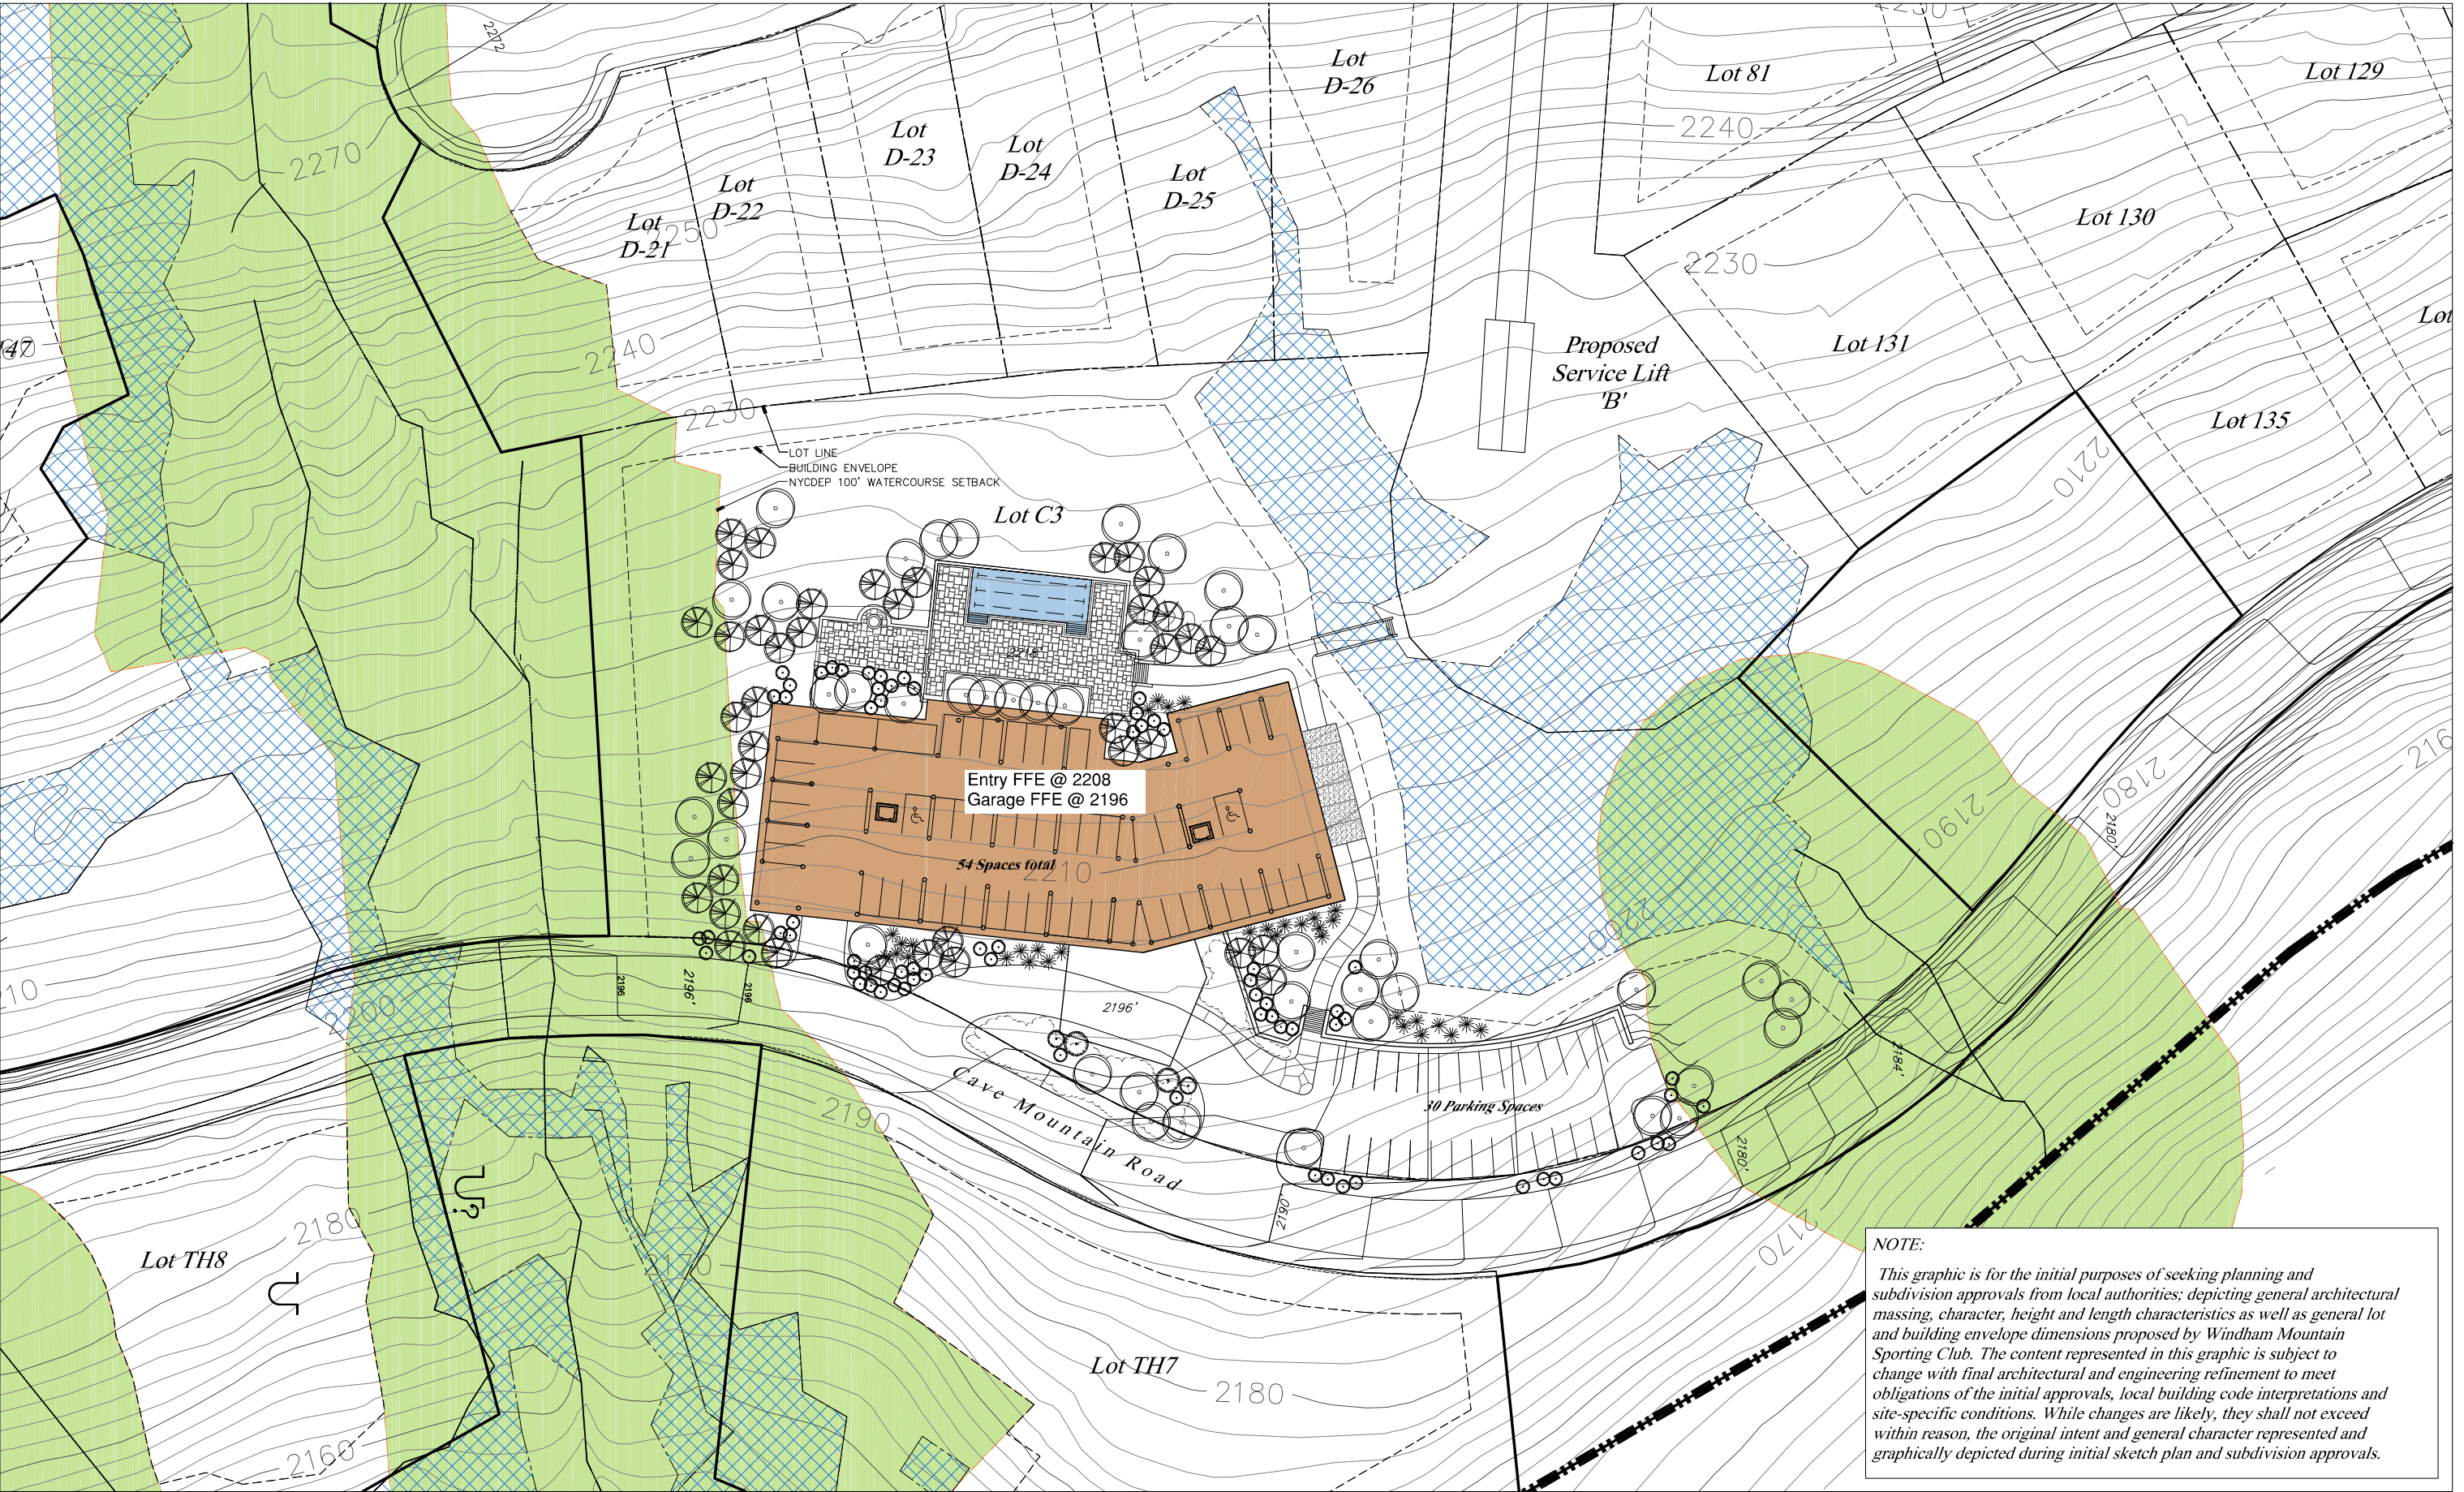 2272
2250
Lot
D-26
Lot 81
Lot 129
2240
Lot
D-23
Lot
D-24
2270
Lot
D-22
Lot
D-25
Lot
D-21
2250
Lot 130
2230
Lot
47
2240
Proposed
Service Lift
'B'
Lot 131
2230
Lot 135
LOT LINE
BUILDING ENVELOPE
NYCDEP 100' WATERCOURSE SETBACK
2210
Lot C3
2218'
Entry FFE @ 2208
Garage FFE @ 2196
54 Spaces total
2210
2180
2180'
2190
216
2200
10
2200
2196
2196'
2196
2196'
Cave Mountain Road
30 Parking Spaces
2184'
2190
2180'
2190'
2170
?
2180
Lot TH8
2170
Lot TH7
2180
2160
NOTE:
This graphic is for the initial purposes of seeking planning and
subdivision approvals from local authorities; depicting general architectural
massing, character, height and length characteristics as well as general lot
and building envelope dimensions proposed by Windham Mountain
Sporting Club. The content represented in this graphic is subject to
change with final architectural and engineering refinement to meet
obligations of the initial approvals, local building code interpretations and
site-specific conditions. While changes are likely, they shall not exceed
within reason, the original intent and general character represented and
graphically depicted during initial sketch plan and subdivision approvals.